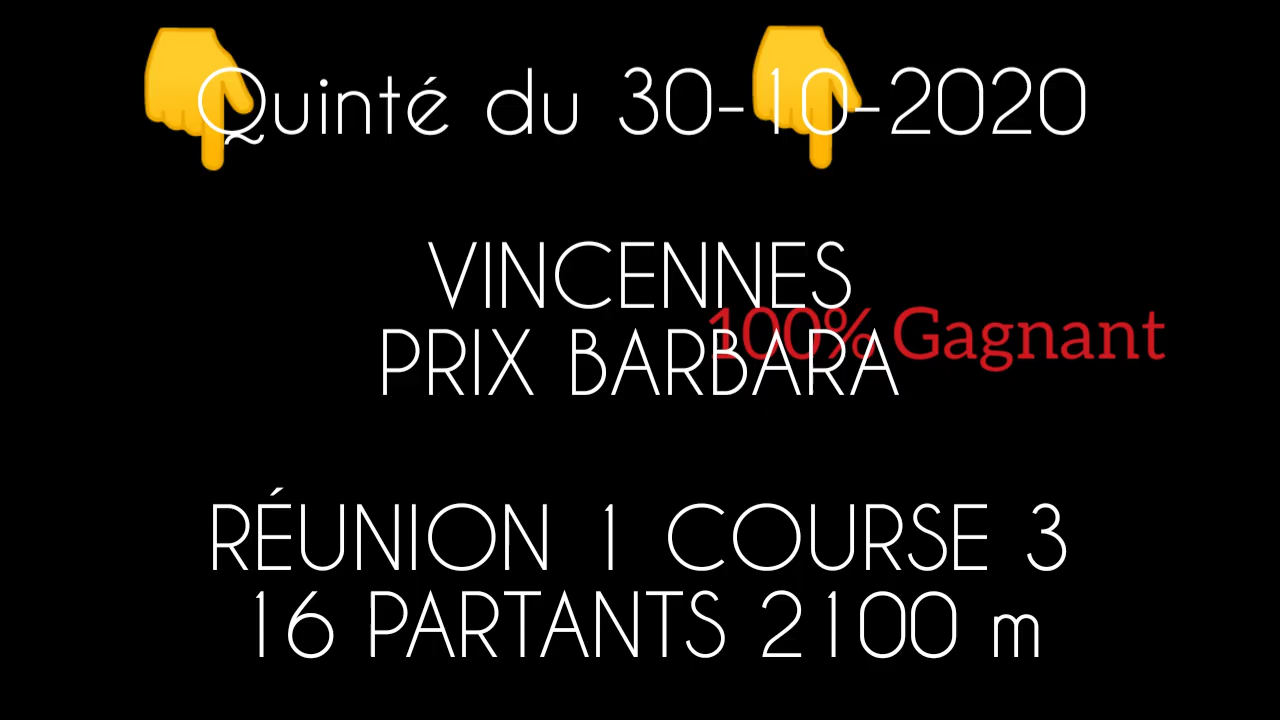 Quinté du 30-10-2020
VINCENNES
100% Gagnant
PRIX BARBARA
RÉUNION 1 COURSE 3
16 PARTANTS 2100 m